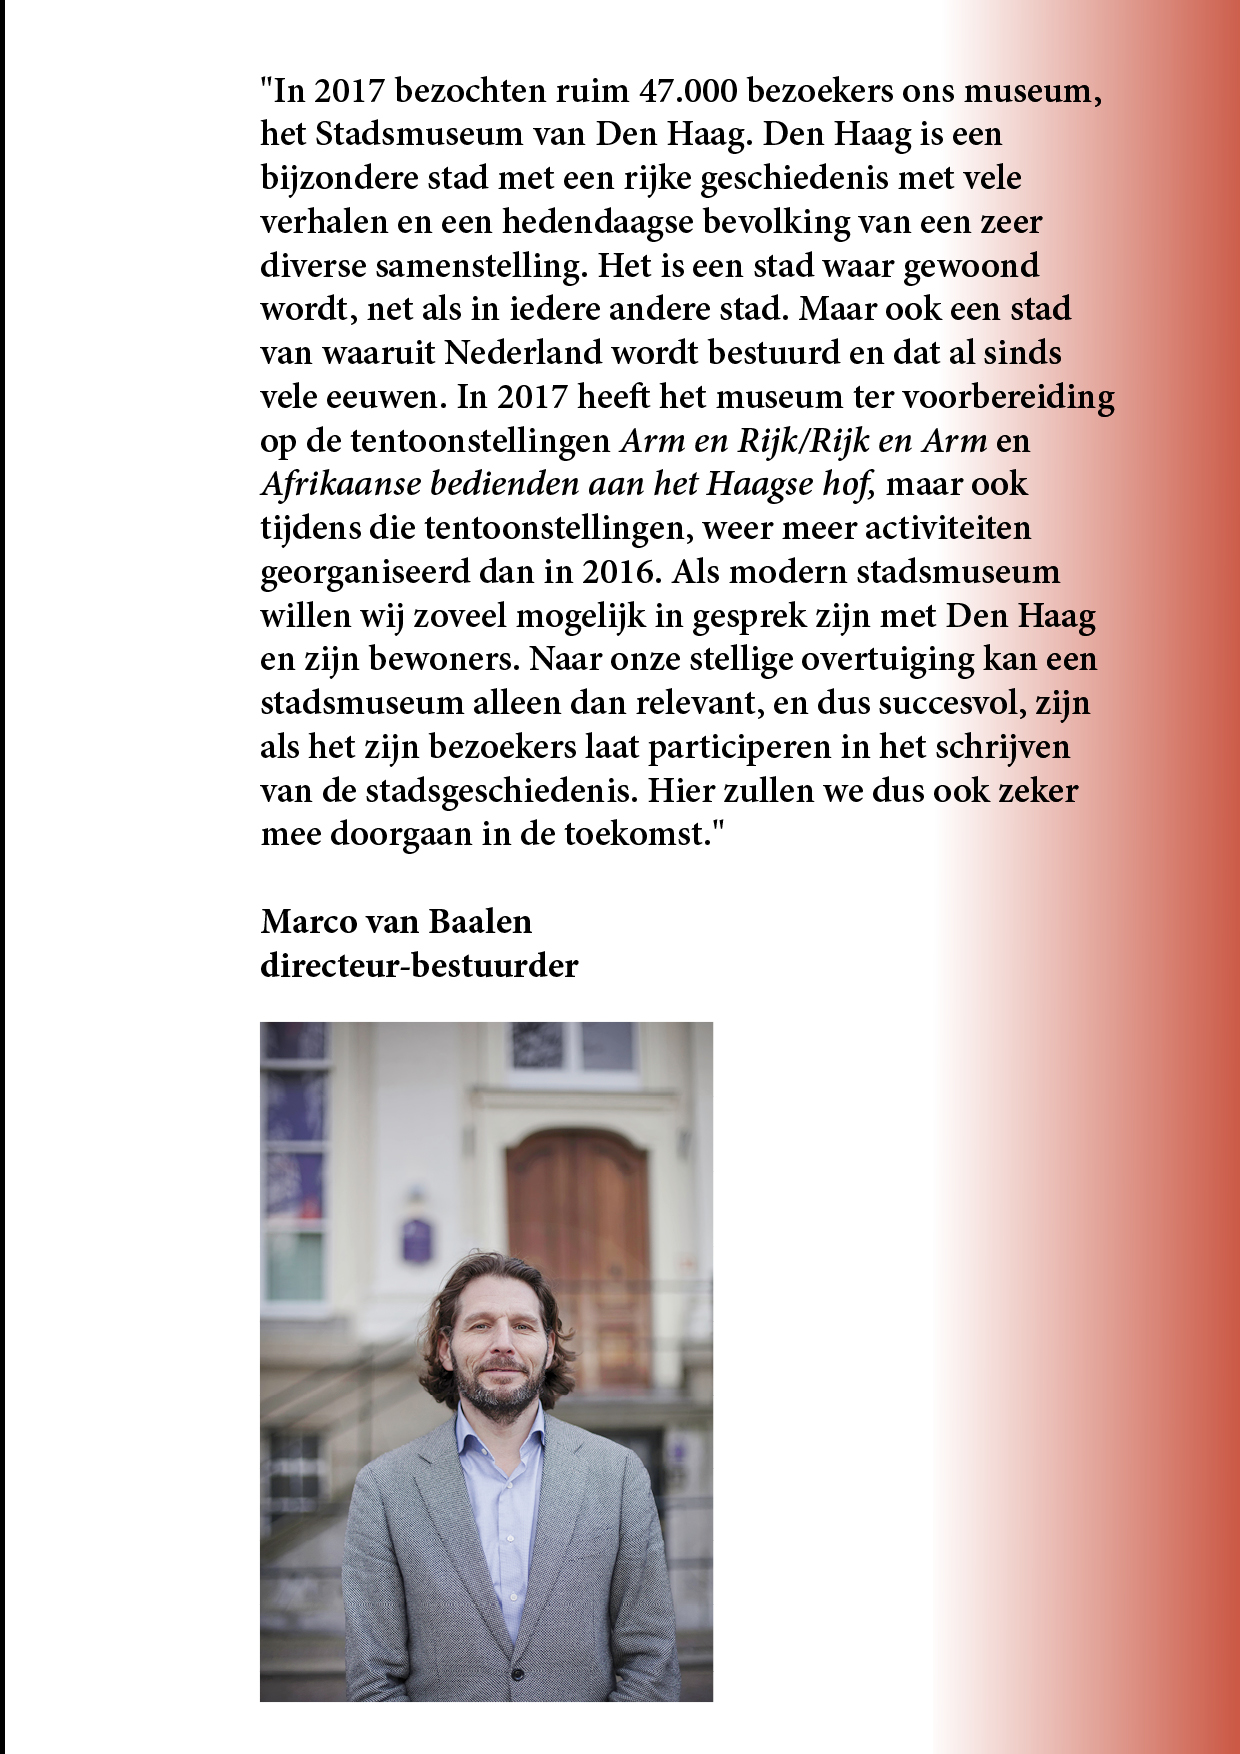 "In 2017 bezochten ruim 47.000 bezoekers ons museum,
het Stadsmuseum van Den Haag. Den Haag is een
bijzondere stad met een rijke geschiedenis met vele
verhalen en een hedendaagse bevolking van een zeer
diverse samenstelling. Het is een stad waar gewoond
wordt, net als in iedere andere stad. Maar ook een stad
van waaruit Nederland wordt bestuurd en dat al sinds
vele eeuwen. In 2017 heeft het museum ter voorbereiding
op de tentoonstellingen Arm en Rijk/Rijk en Arm en
Afrikaanse bedienden aan het Haagse hof, maar ook
tijdens die tentoonstellingen, weer meer activiteiten
georganiseerd dan in 2016. Als modern stadsmuseum
willen wij zoveel mogelijk in gesprek zijn met Den Haag
en zijn bewoners. Naar onze stellige overtuiging kan een
stadsmuseum alleen dan relevant, en dus succesvol, zijn
als het zijn bezoekers laat participeren in het schrijven
van de stadsgeschiedenis. Hier zullen we dus ook zeker
mee doorgaan in de toekomst."
Marco van Baalen
directeur-bestuurder